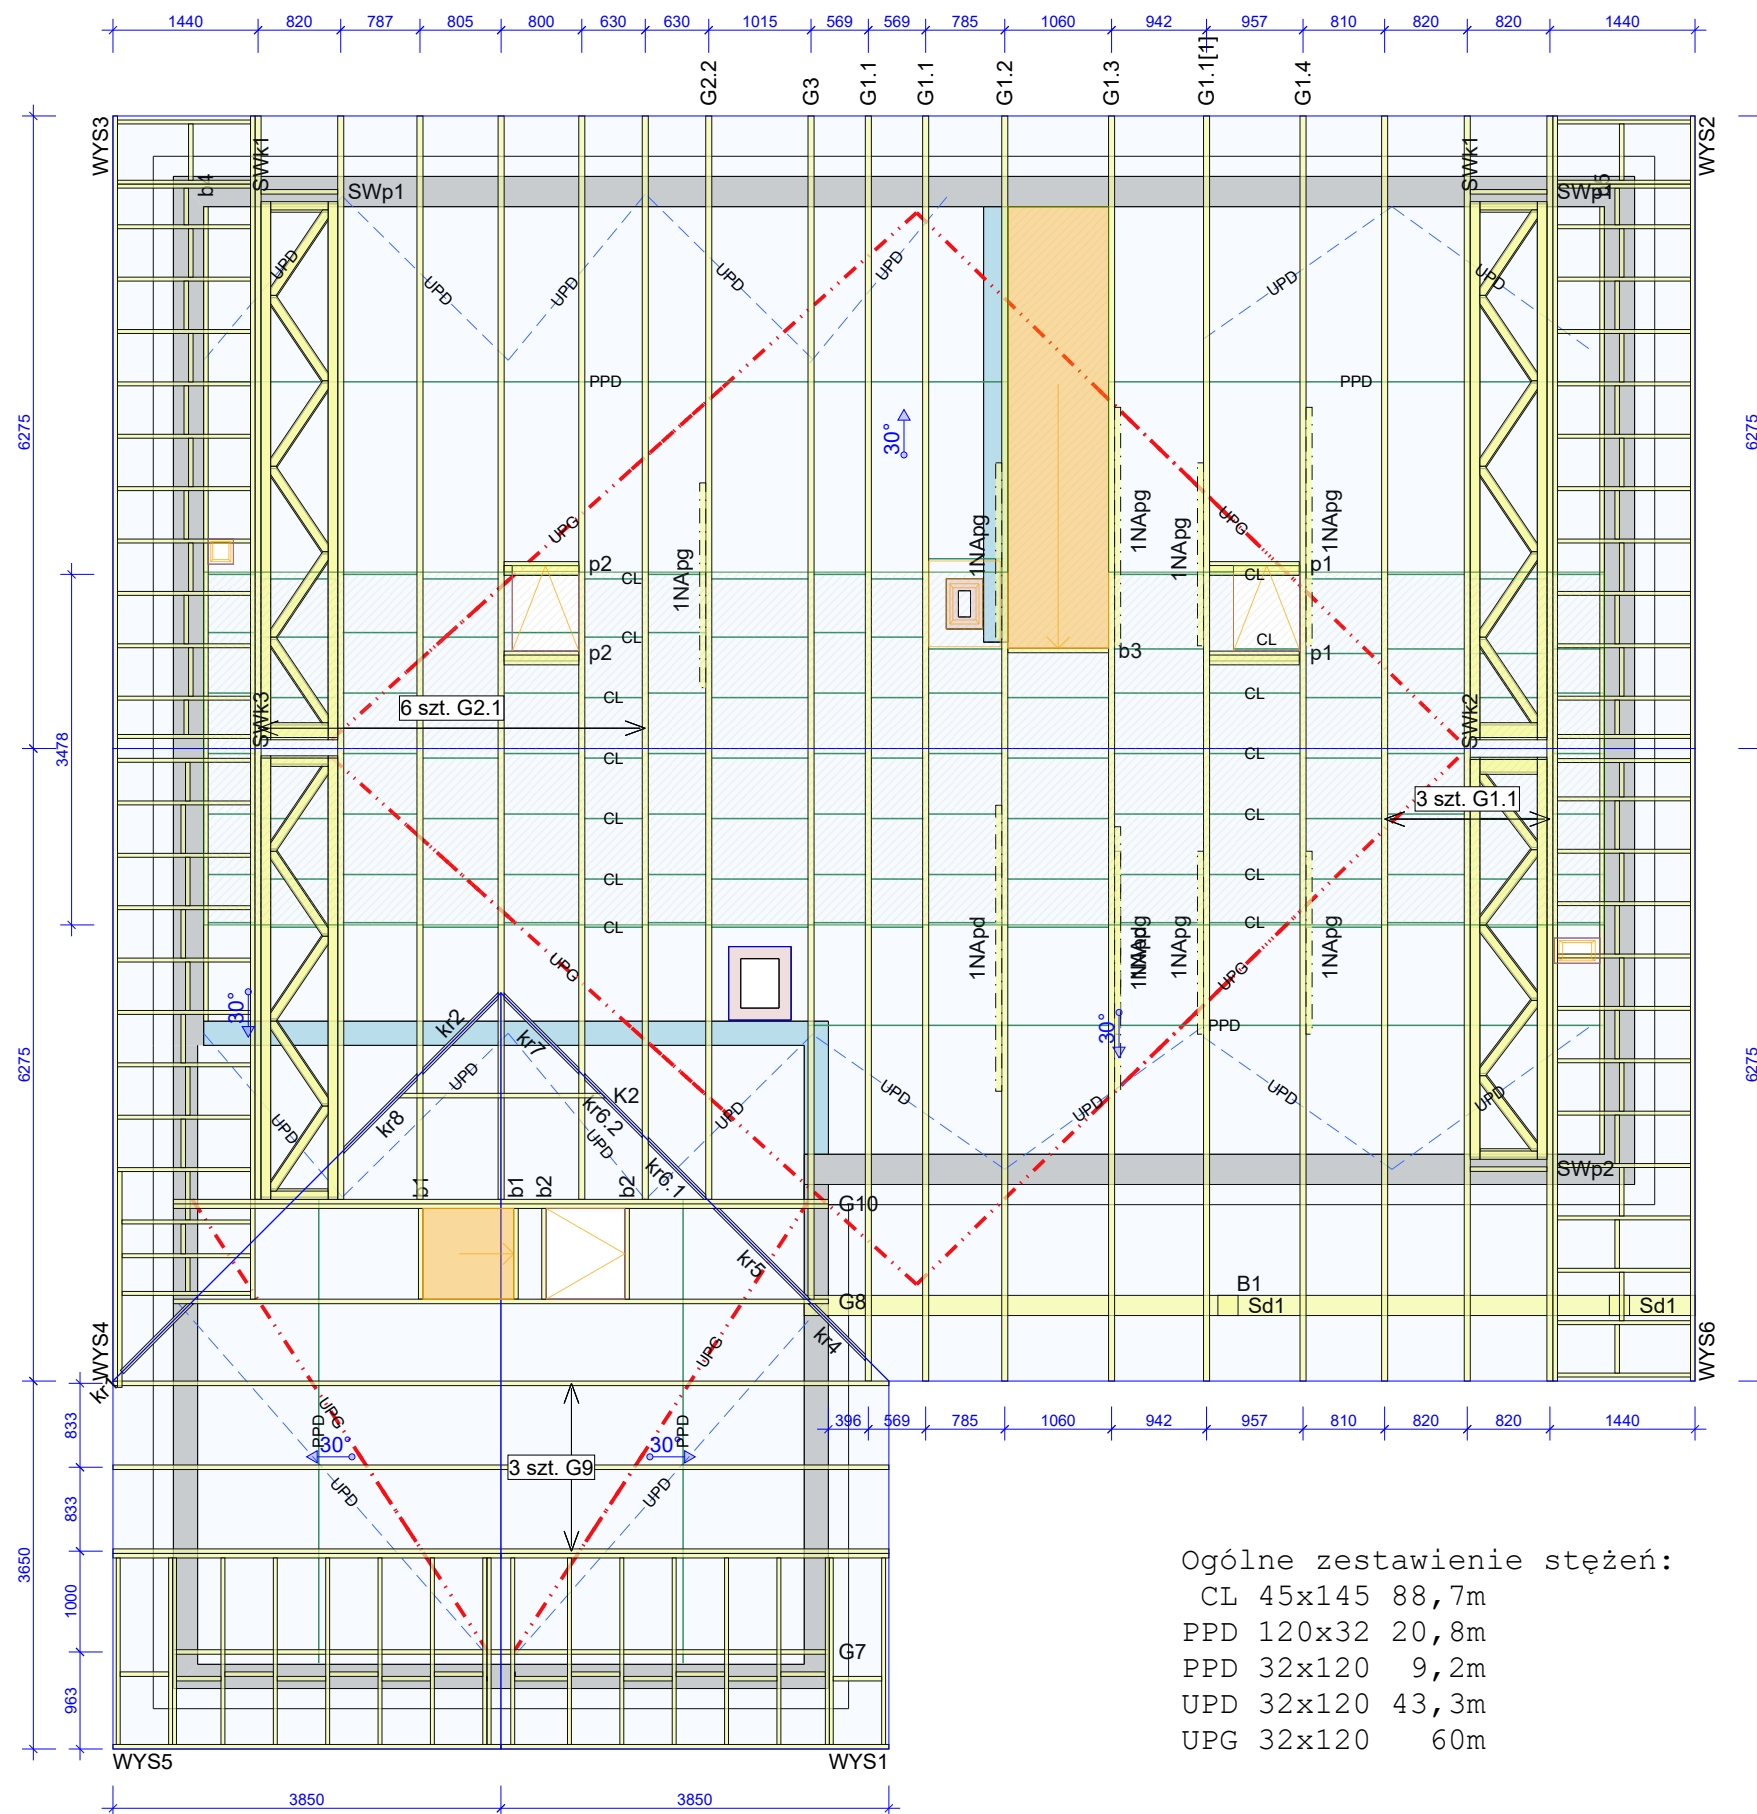 1440 820 787 805 800 630 630 1015 569 569 785 1060 942 957 810 820 820 1440
G2.2 G3 G1.1 G1.1 G1.2 G1.3 G1.1[1] G1.4
WYS3 WYS2
b4 SWk1 SWp1 SWk1 SWp1
UPD UPD UPD UPD UPD UPD UPD
PPD PPD
6275 30° 6275
UPG 1NApg 1NApg 1NApg 1NApg UPG 1NApg
p2 CL CL p1
CL CL
p2 b3 p1
CL CL
SWk3 6 szt. G2.1 SWk2
3478
CL CL
CL CL
3 szt. G1.1
CL CL
CL CL
1NApd 1NApg 1NApg
UPG UPG
30° 30°
kr2 kr7 PPD
6275 UPD UPD UPD UPD UPD 6275
K2
kr8 kr6.2 UPD UPD
kr6.1 SWp2
b1 b1 b2 b2
G10
kr5
B1
G8 Sd1 Sd1
WYS4 kr4 UPG WYS6
396 569 785 1060 942 957 810 820 820 1440
833 PPD UPG PPD
30° 30°
3 szt. G9
UPD UPD
833
3650
1000
G7
963
WYS5 WYS1
3850 3850
Ogólne zestawienie stężeń:
CL 45x145 88,7m
PPD 120x32 20,8m
PPD 32x120 9,2m
UPD 32x120 43,3m
UPG 32x120 60m